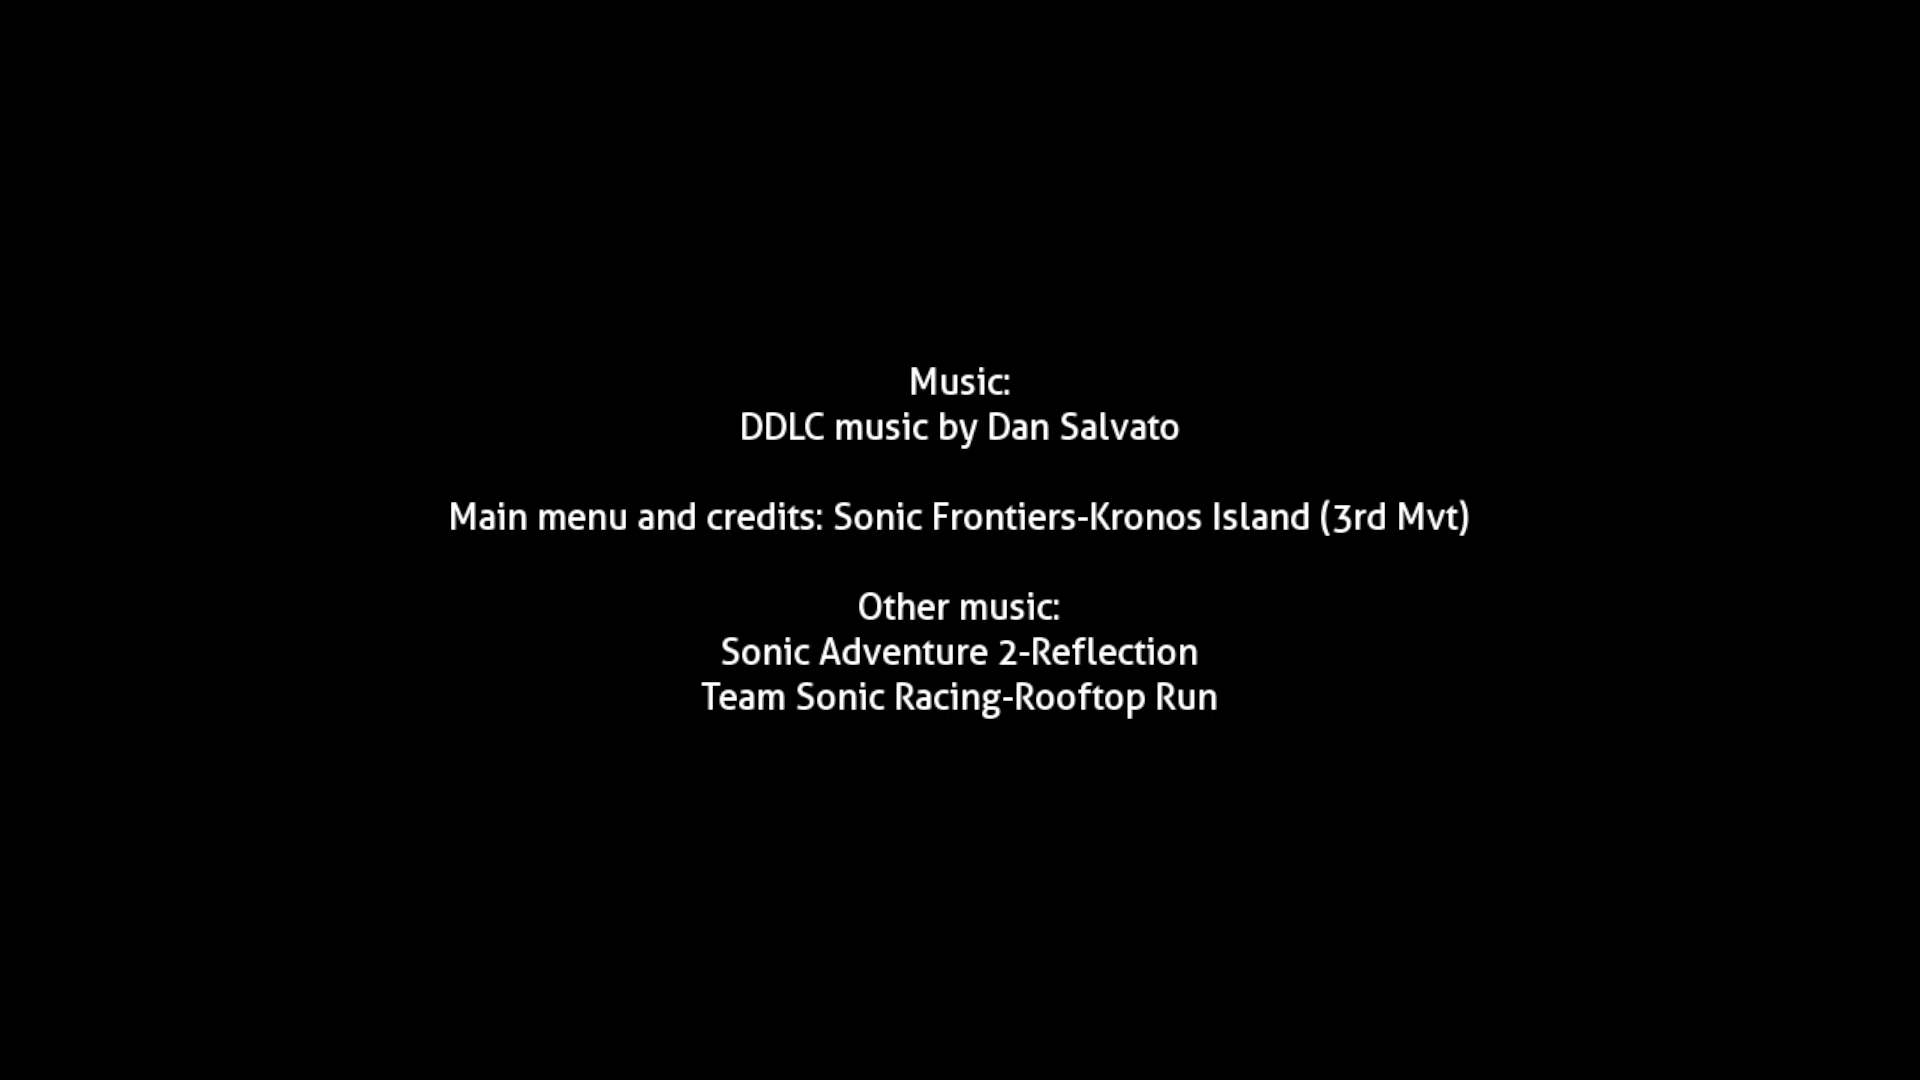 Music:
DDLC music by Dan Salvato
Main menu and credits: Sonic Frontiers-Kronos Island (3rd Mvt)
Other music:
Sonic Adventure 2-Reflection
Team Sonic Racing-Rooftop Run